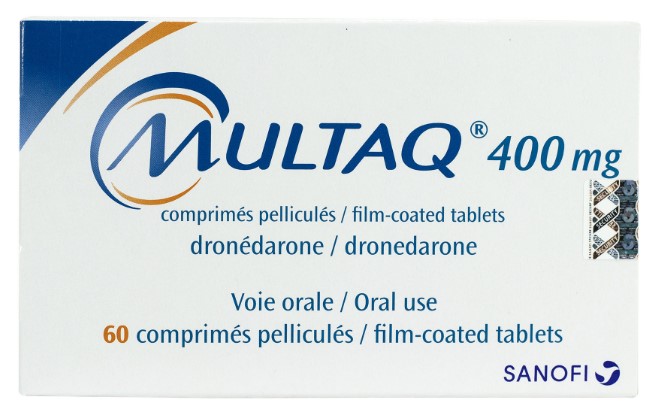 MULTAQ® 400 mg
comprimés pelliculés / film-coated tablets
dronédarone / dronedarone
Voie orale / Oral use
60 comprimés pelliculés / film-coated tablets
SANOFI